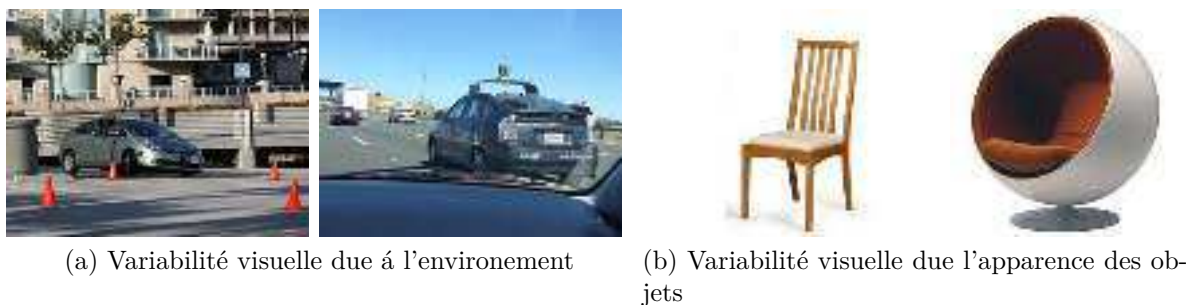 (a) Variabilité visuelle due á l'environement
(b) Variabilité visuelle due l'apparence des ob-
jets